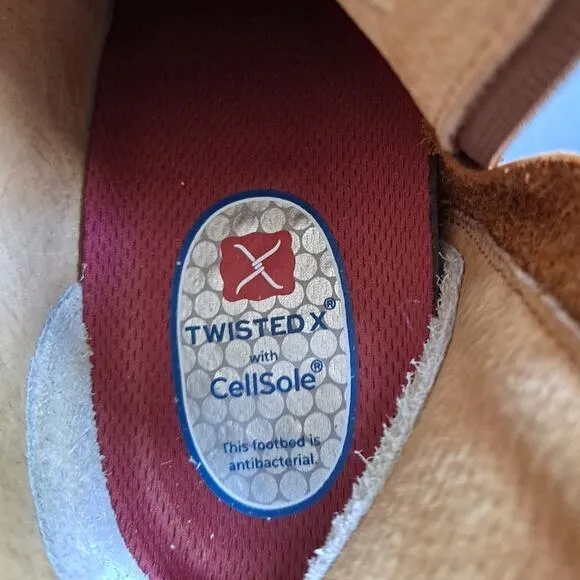 TWISTED X®
with
CellSole®
This footbed is
antibacterial.